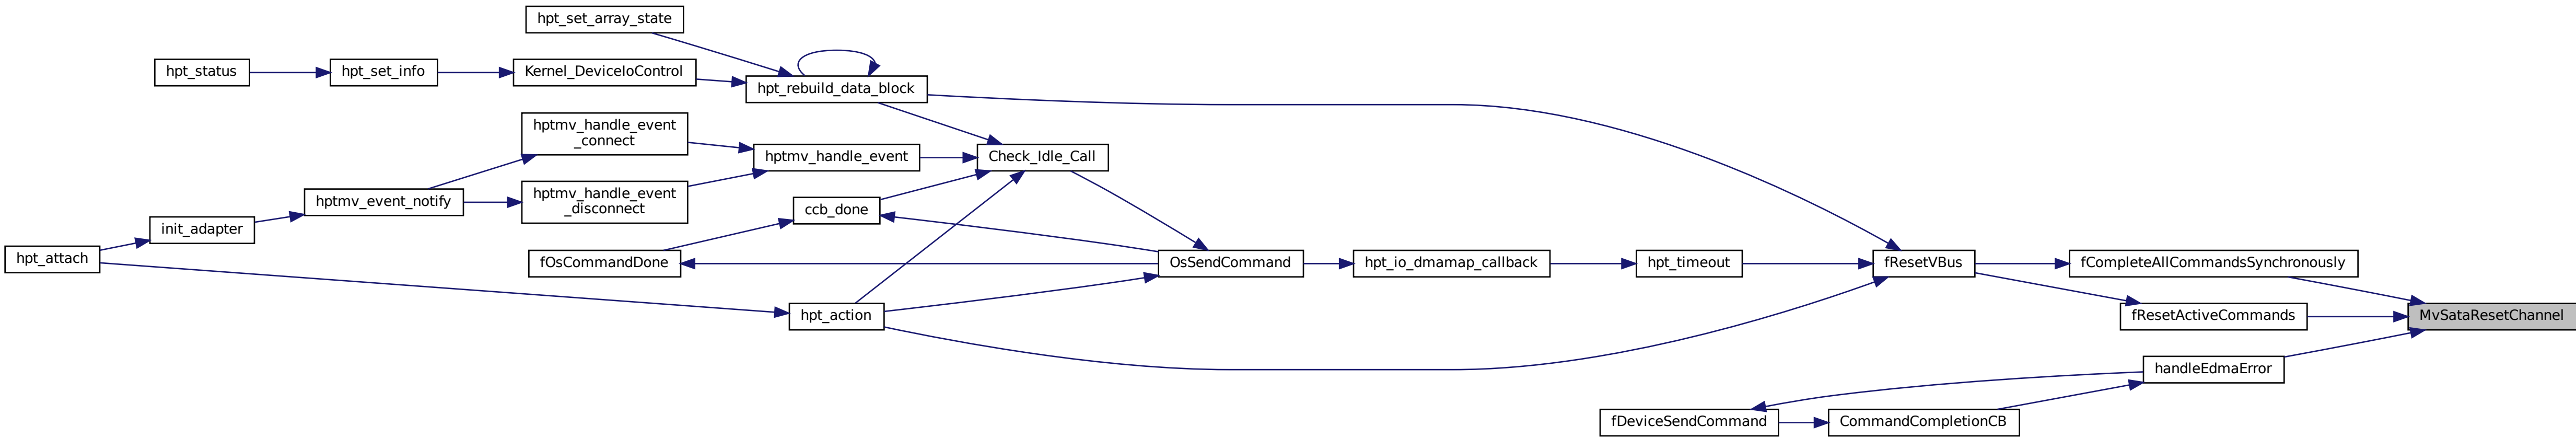 hpt_set_array_state
hpt_status
hpt_set_info
Kernel_DeviceIoControl
hpt_rebuild_data_block
hptmv_handle_event
_connect
hptmv_handle_event
Check_Idle_Call
hptmv_event_notify
hptmv_handle_event
_disconnect
ccb_done
init_adapter
hpt_attach
fOsCommandDone
OsSendCommand
hpt_io_dmamap_callback
hpt_timeout
fResetVBus
fCompleteAllCommandsSynchronously
hpt_action
fResetActiveCommands
MvSataResetChannel
handleEdmaError
fDeviceSendCommand
CommandCompletionCB